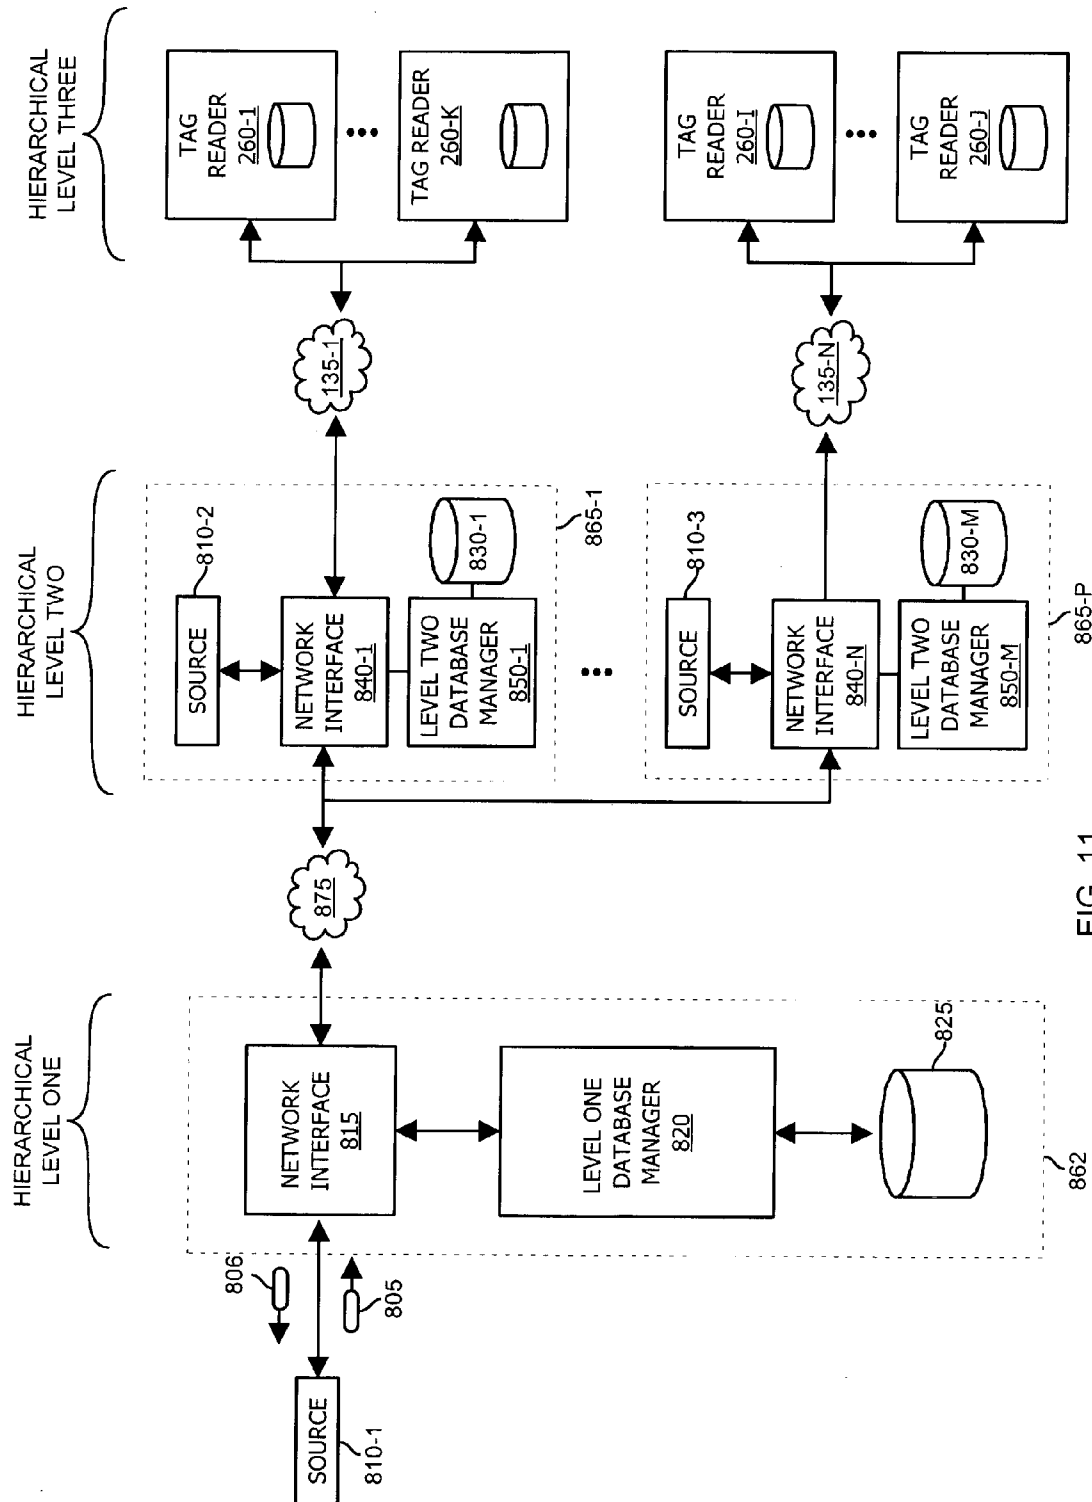 HIERARCHICAL
LEVEL ONE
HIERARCHICAL
LEVEL TWO
HIERARCHICAL
LEVEL THREE
SOURCE
810-1
806
805
NETWORK
INTERFACE
815
LEVEL ONE
DATABASE
MANAGER
820
825
862
875
SOURCE
810-2
NETWORK
INTERFACE
840-1
LEVEL TWO
DATABASE
MANAGER
850-1
830-1
865-1
SOURCE
810-3
NETWORK
INTERFACE
840-N
LEVEL TWO
DATABASE
MANAGER
850-M
830-M
865-P
135-1
135-N
TAG
READER
260-1
TAG READER
260-K
TAG
READER
260-I
TAG
READER
260-J
FIG. 11